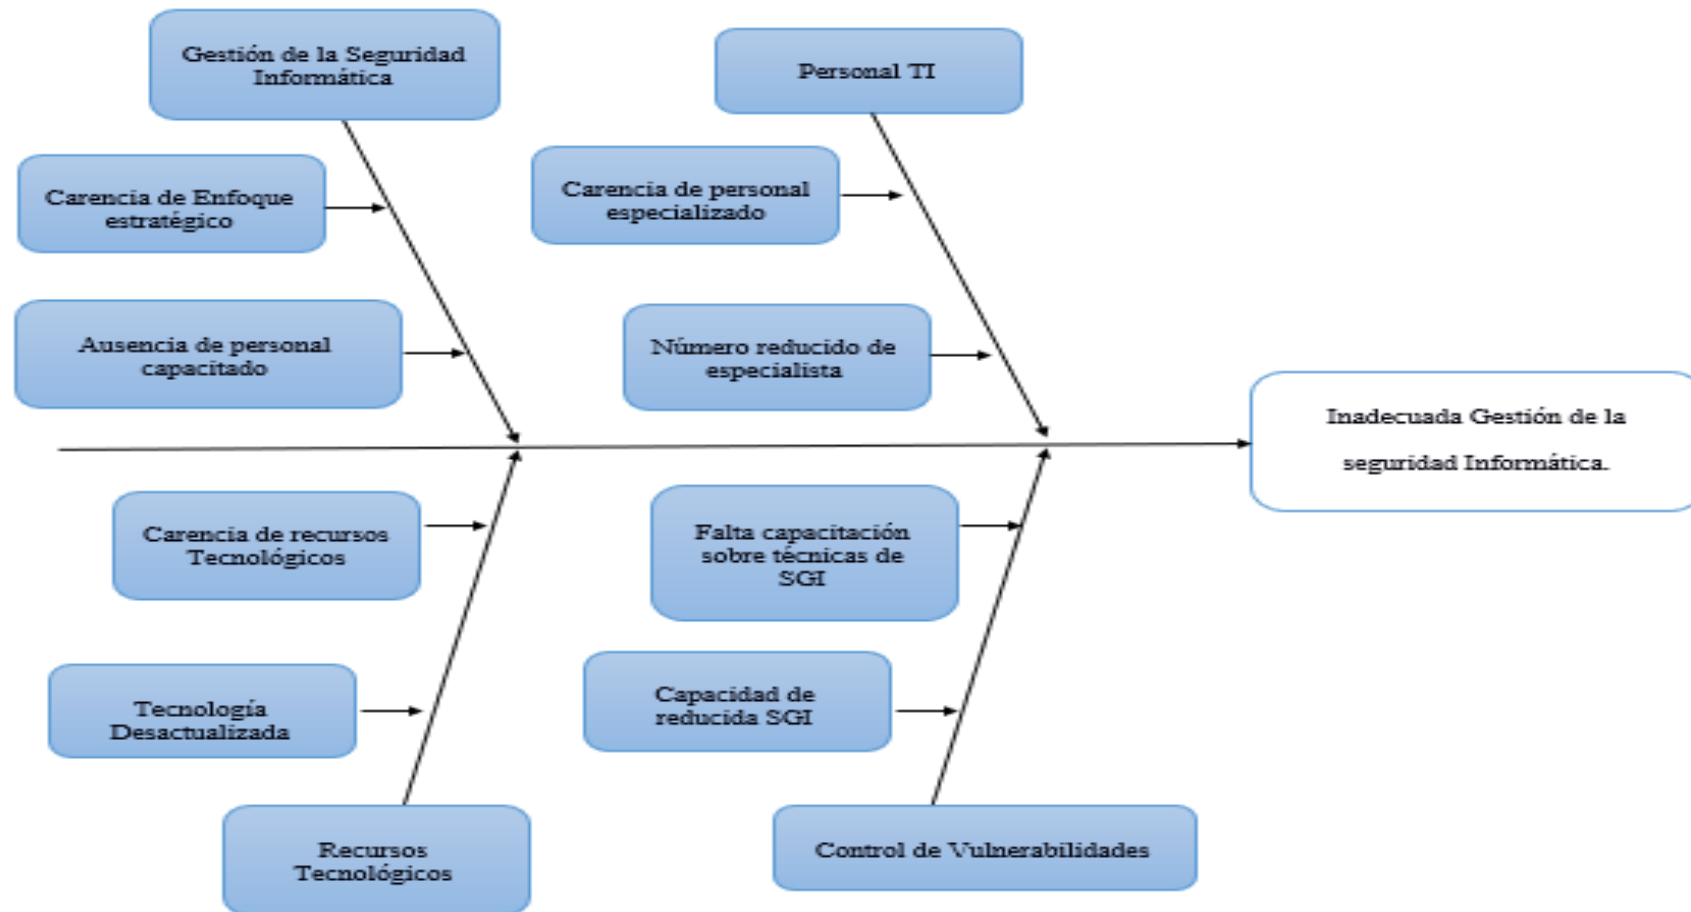 Gestión de la Seguridad
Informática
Personal TI
Carencia de Enfoque
estratégico
Carencia de personal
especializado
Ausencia de personal
capacitado
Número reducido de
especialista
Inadecuada Gestión de la
seguridad Informática.
Carencia de recursos
Tecnológicos
Falta capacitación
sobre técnicas de
SGI
Tecnología
Desactualizada
Capacidad de
reducida SGI
Recursos
Tecnológicos
Control de Vulnerabilidades